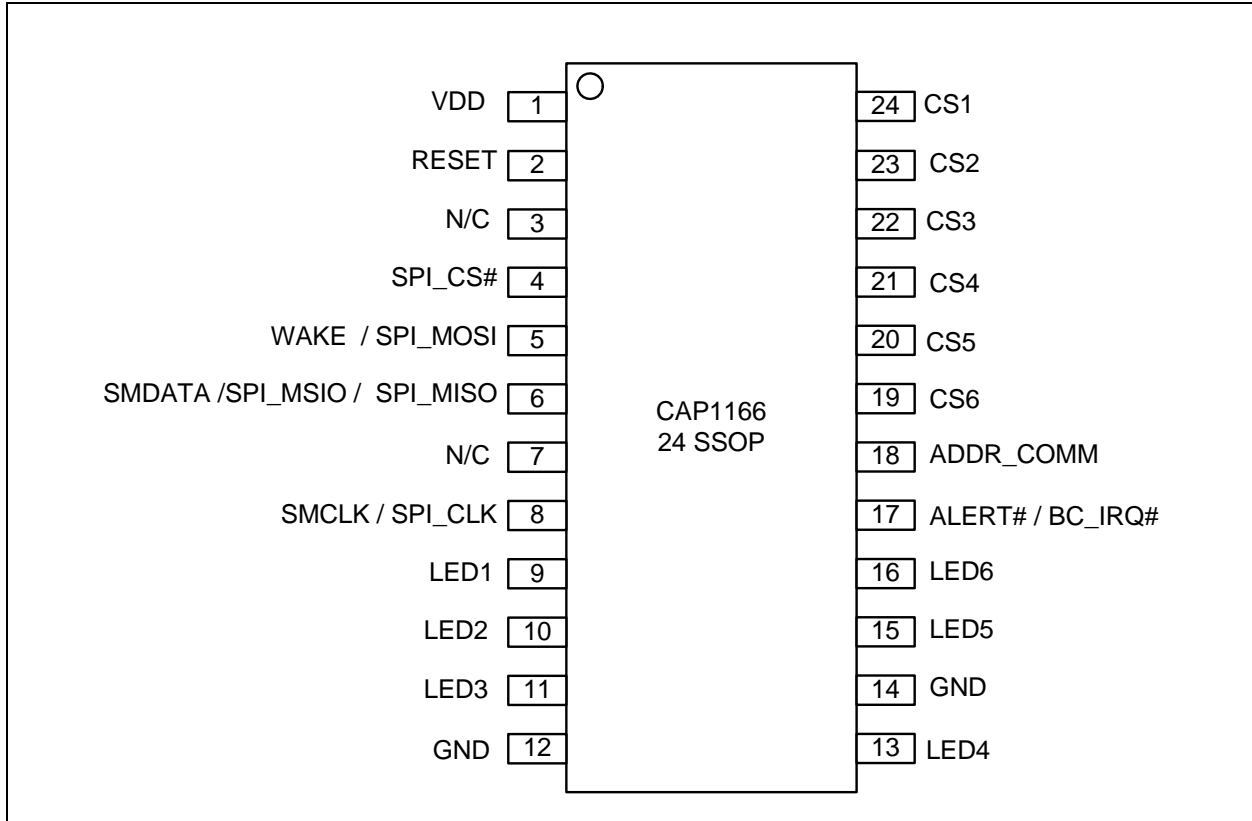 VDD 1
RESET 2
N/C 3
SPI_CS# 4
WAKE / SPI_MOSI 5
SMDATA /SPI_MSIO / SPI_MISO 6
N/C 7
SMCLK / SPI_CLK 8
LED1 9
LED2 10
LED3 11
GND 12
CAP1166
24 SSOP
24 CS1
23 CS2
22 CS3
21 CS4
20 CS5
19 CS6
18 ADDR_COMM
17 ALERT# / BC_IRQ#
16 LED6
15 LED5
14 GND
13 LED4